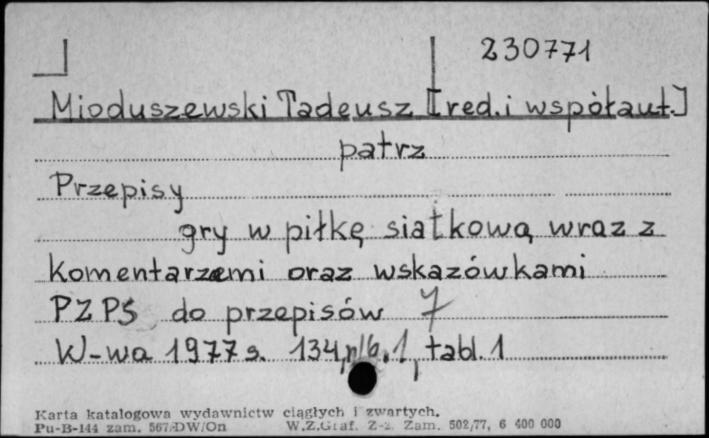 230771
Mioduszewski Tadeusz [red. i współaut.]
patrz
Przepisy
gry w piłkę siatkową wraz z
komentarzami oraz wskazówkami
PZPS do przepisów 7
W-wa 1977 s. 134, nlb. 1, tabl. 1
Karta katalogowa wydawnictw ciągłych i zwartych.
Pu-B-144 zam. 567/DW/On W.Z.Graf. Z-2. Zam. 502/77, 6 400 000